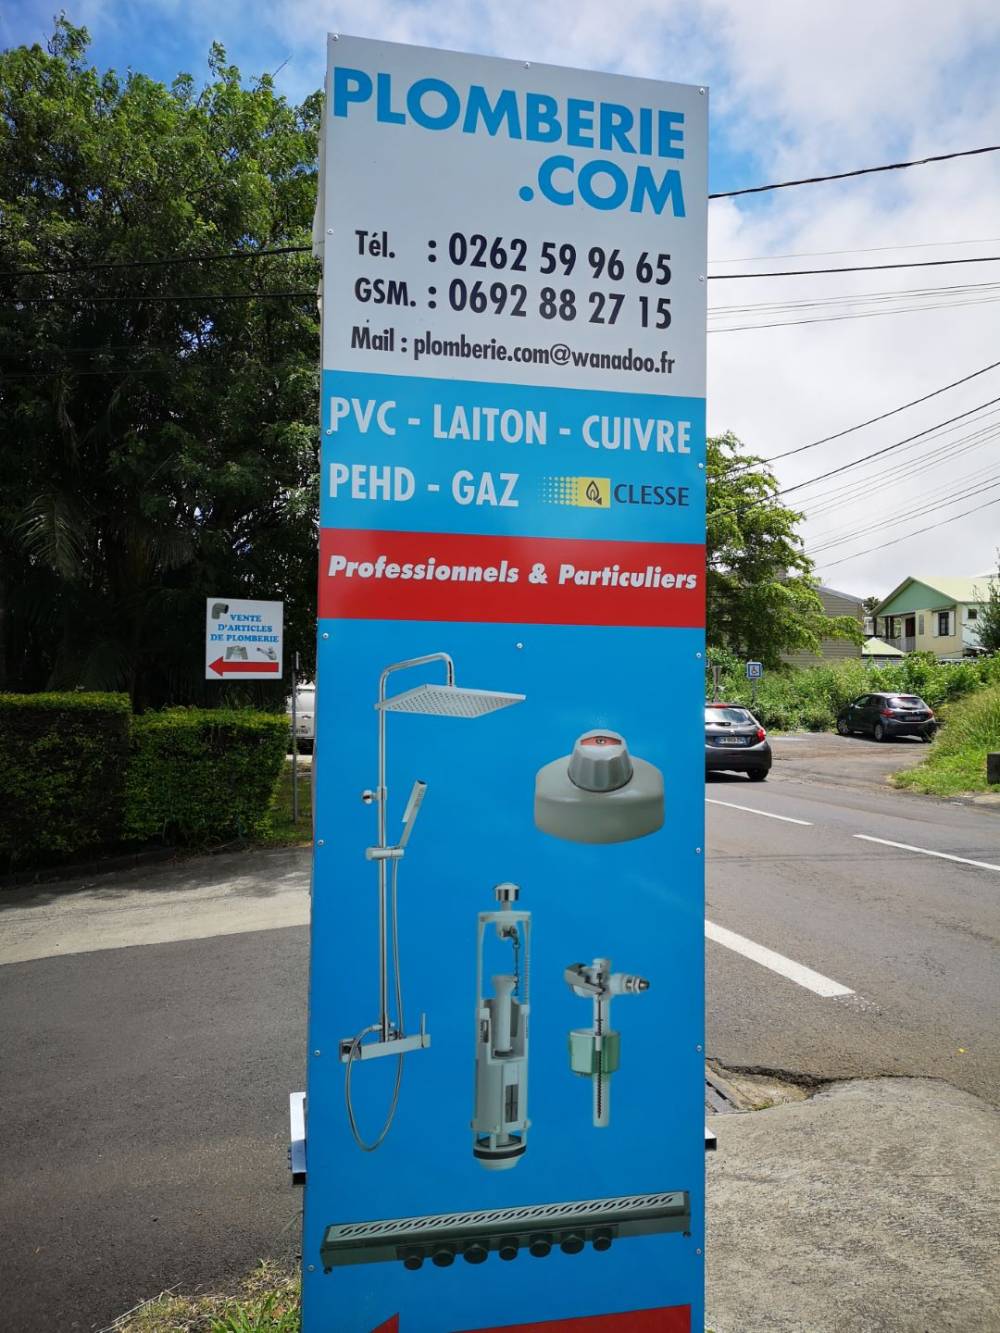 PLOMBERIE
.COM
Tél. : 0262 59 96 65
GSM. : 0692 88 27 15
Mail : plomberie.com@wanadoo.fr
PVC - LAITON - CUIVRE
PEHD - GAZ CLESSE
Professionnels & Particuliers
VENTE
D'ARTICLES
DE PLOMBERIE